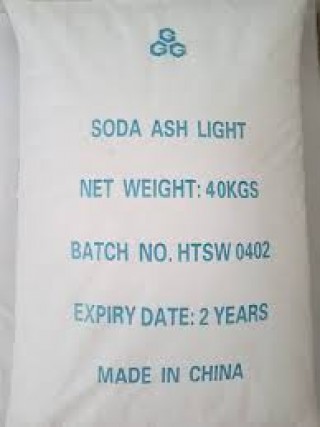 G
G G
SODA ASH LIGHT
NET WEIGHT: 40KGS
BATCH NO. HTSW 0402
EXPIRY DATE: 2 YEARS
MADE IN CHINA